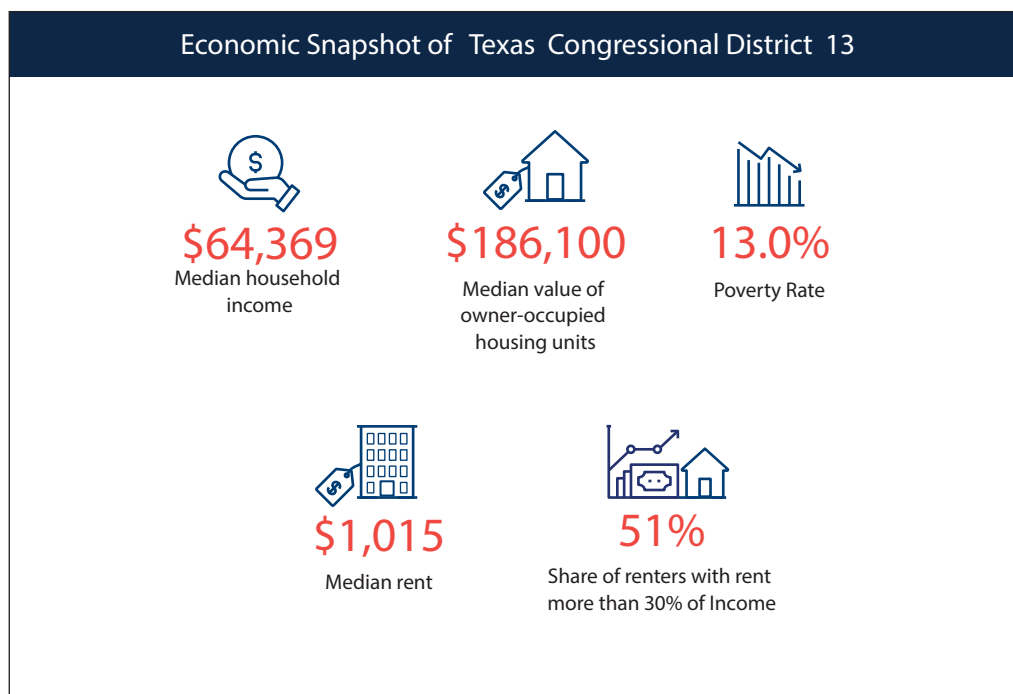 Economic Snapshot of Texas Congressional District 13
$
$64,369
Median household
income
$
$186,100
Median value of
owner-occupied
housing units
13.0%
Poverty Rate
$
$1,015
Median rent
51%
Share of renters with rent
more than 30% of Income